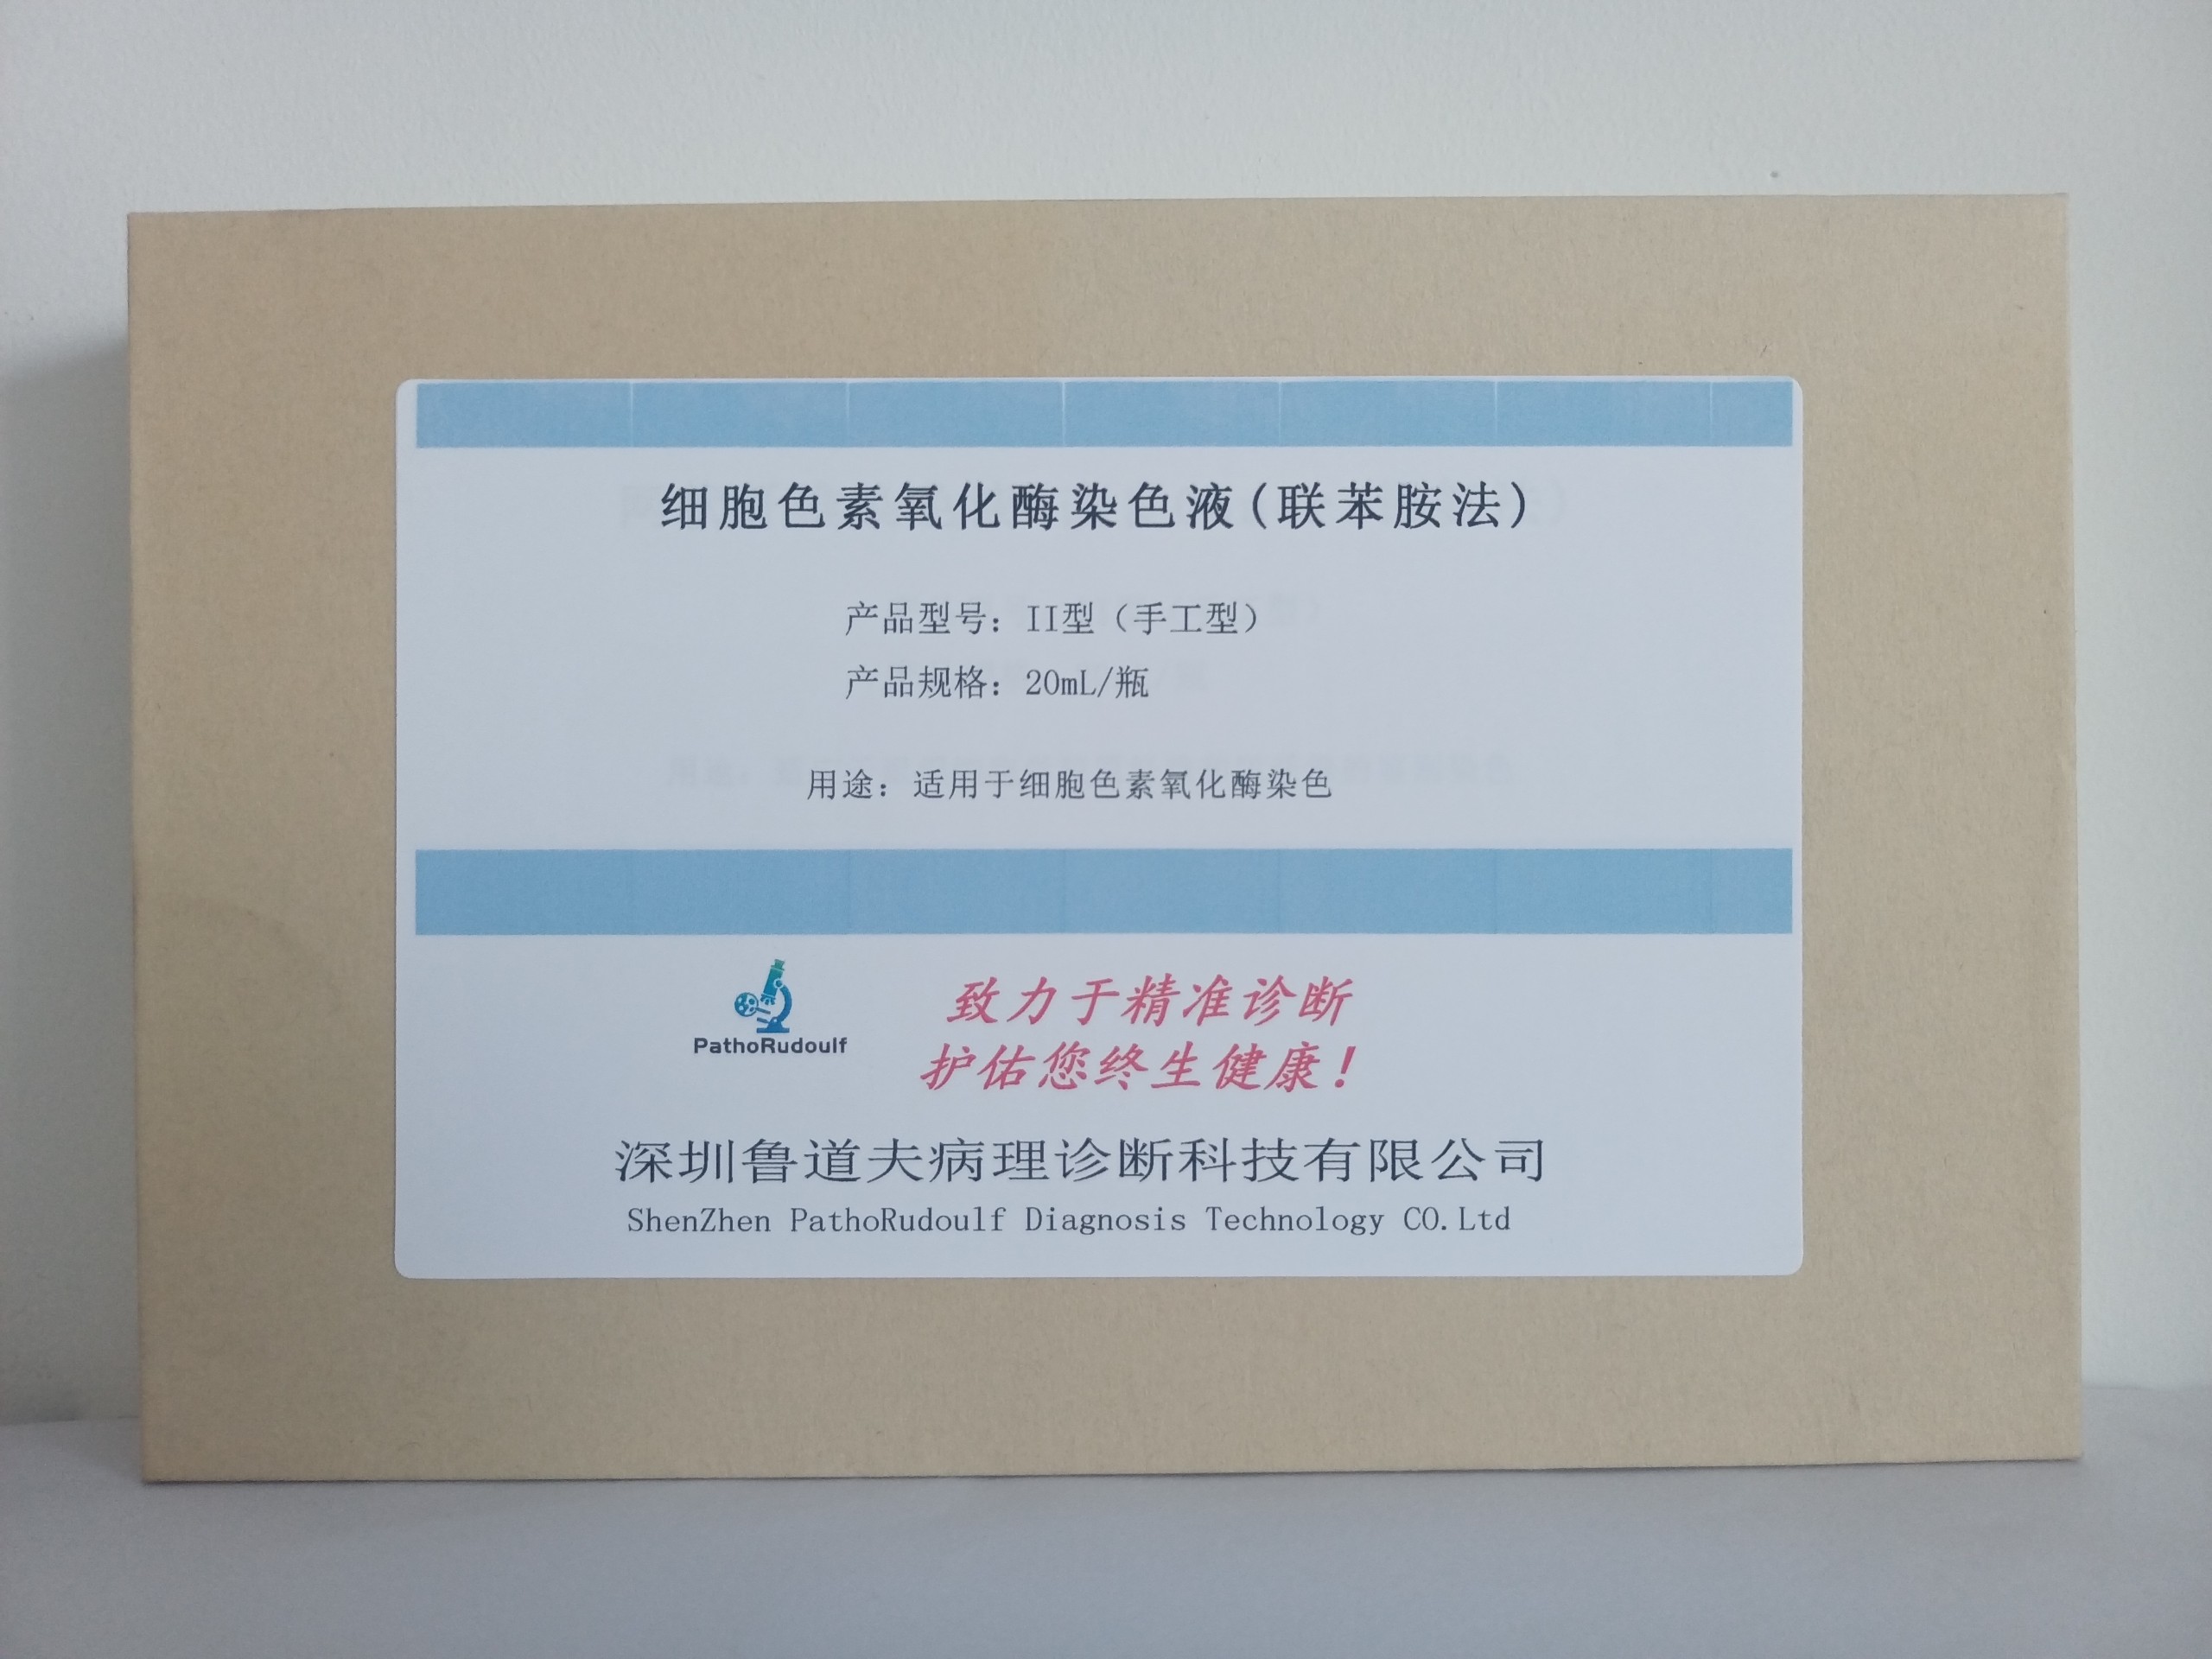 细胞色素氧化酶染色液(联苯胺法)
产品型号：II型（手工型）
产品规格：20mL/瓶
用途：适用于细胞色素氧化酶染色
PathoRudoulf
致力于精准诊断
护佑您终生健康！
深圳鲁道夫病理诊断科技有限公司
ShenZhen PathoRudoulf Diagnosis Technology CO.Ltd